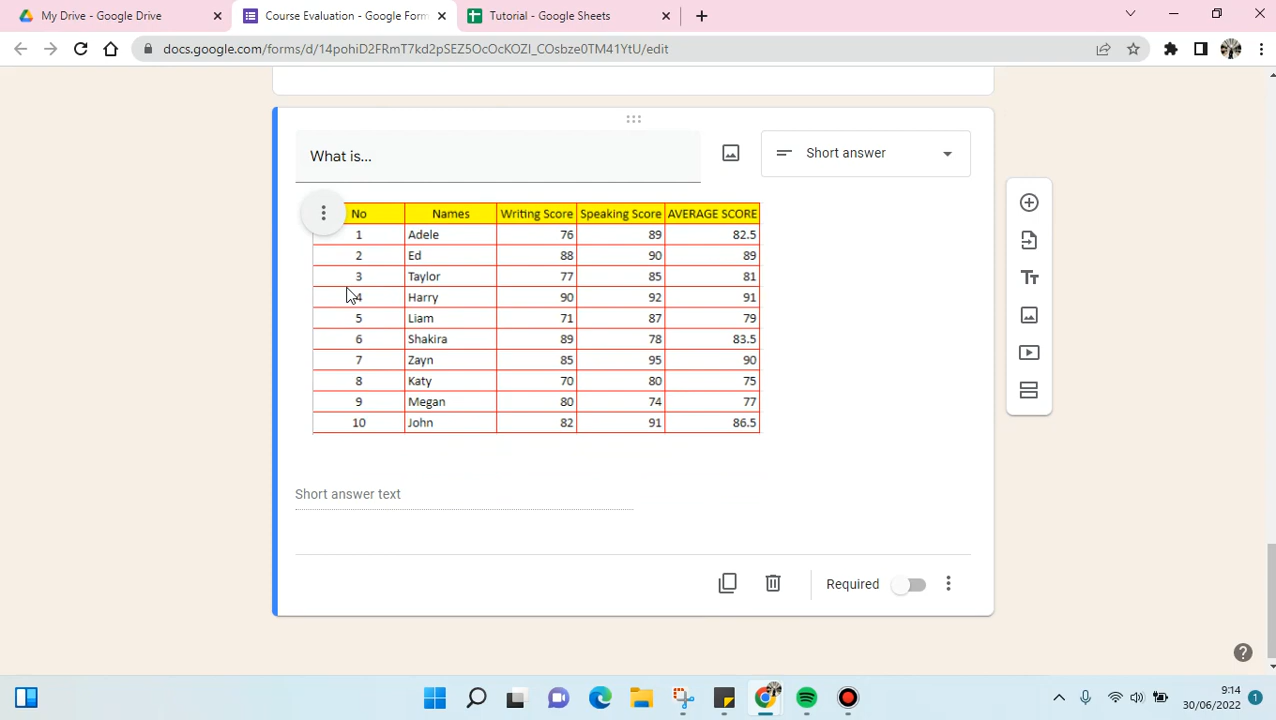 My Drive - Google Drive
Course Evaluation - Google Form
Tutorial - Google Sheets
docs.google.com/forms/d/14pohiD2FRmT7kd2pSEZ5OcOcKOZI_COsbze0TM41YtU/edit
What is...
Short answer
No Names Writing Score Speaking Score AVERAGE SCORE
1 Adele 76 89 82.5
2 Ed 88 90 89
3 Taylor 77 85 81
4 Harry 90 92 91
5 Liam 71 87 79
6 Shakira 89 78 83.5
7 Zayn 85 95 90
8 Katy 70 80 75
9 Megan 80 74 77
10 John 82 91 86.5
Short answer text
Required
Tт
9:14
30/06/2022
1